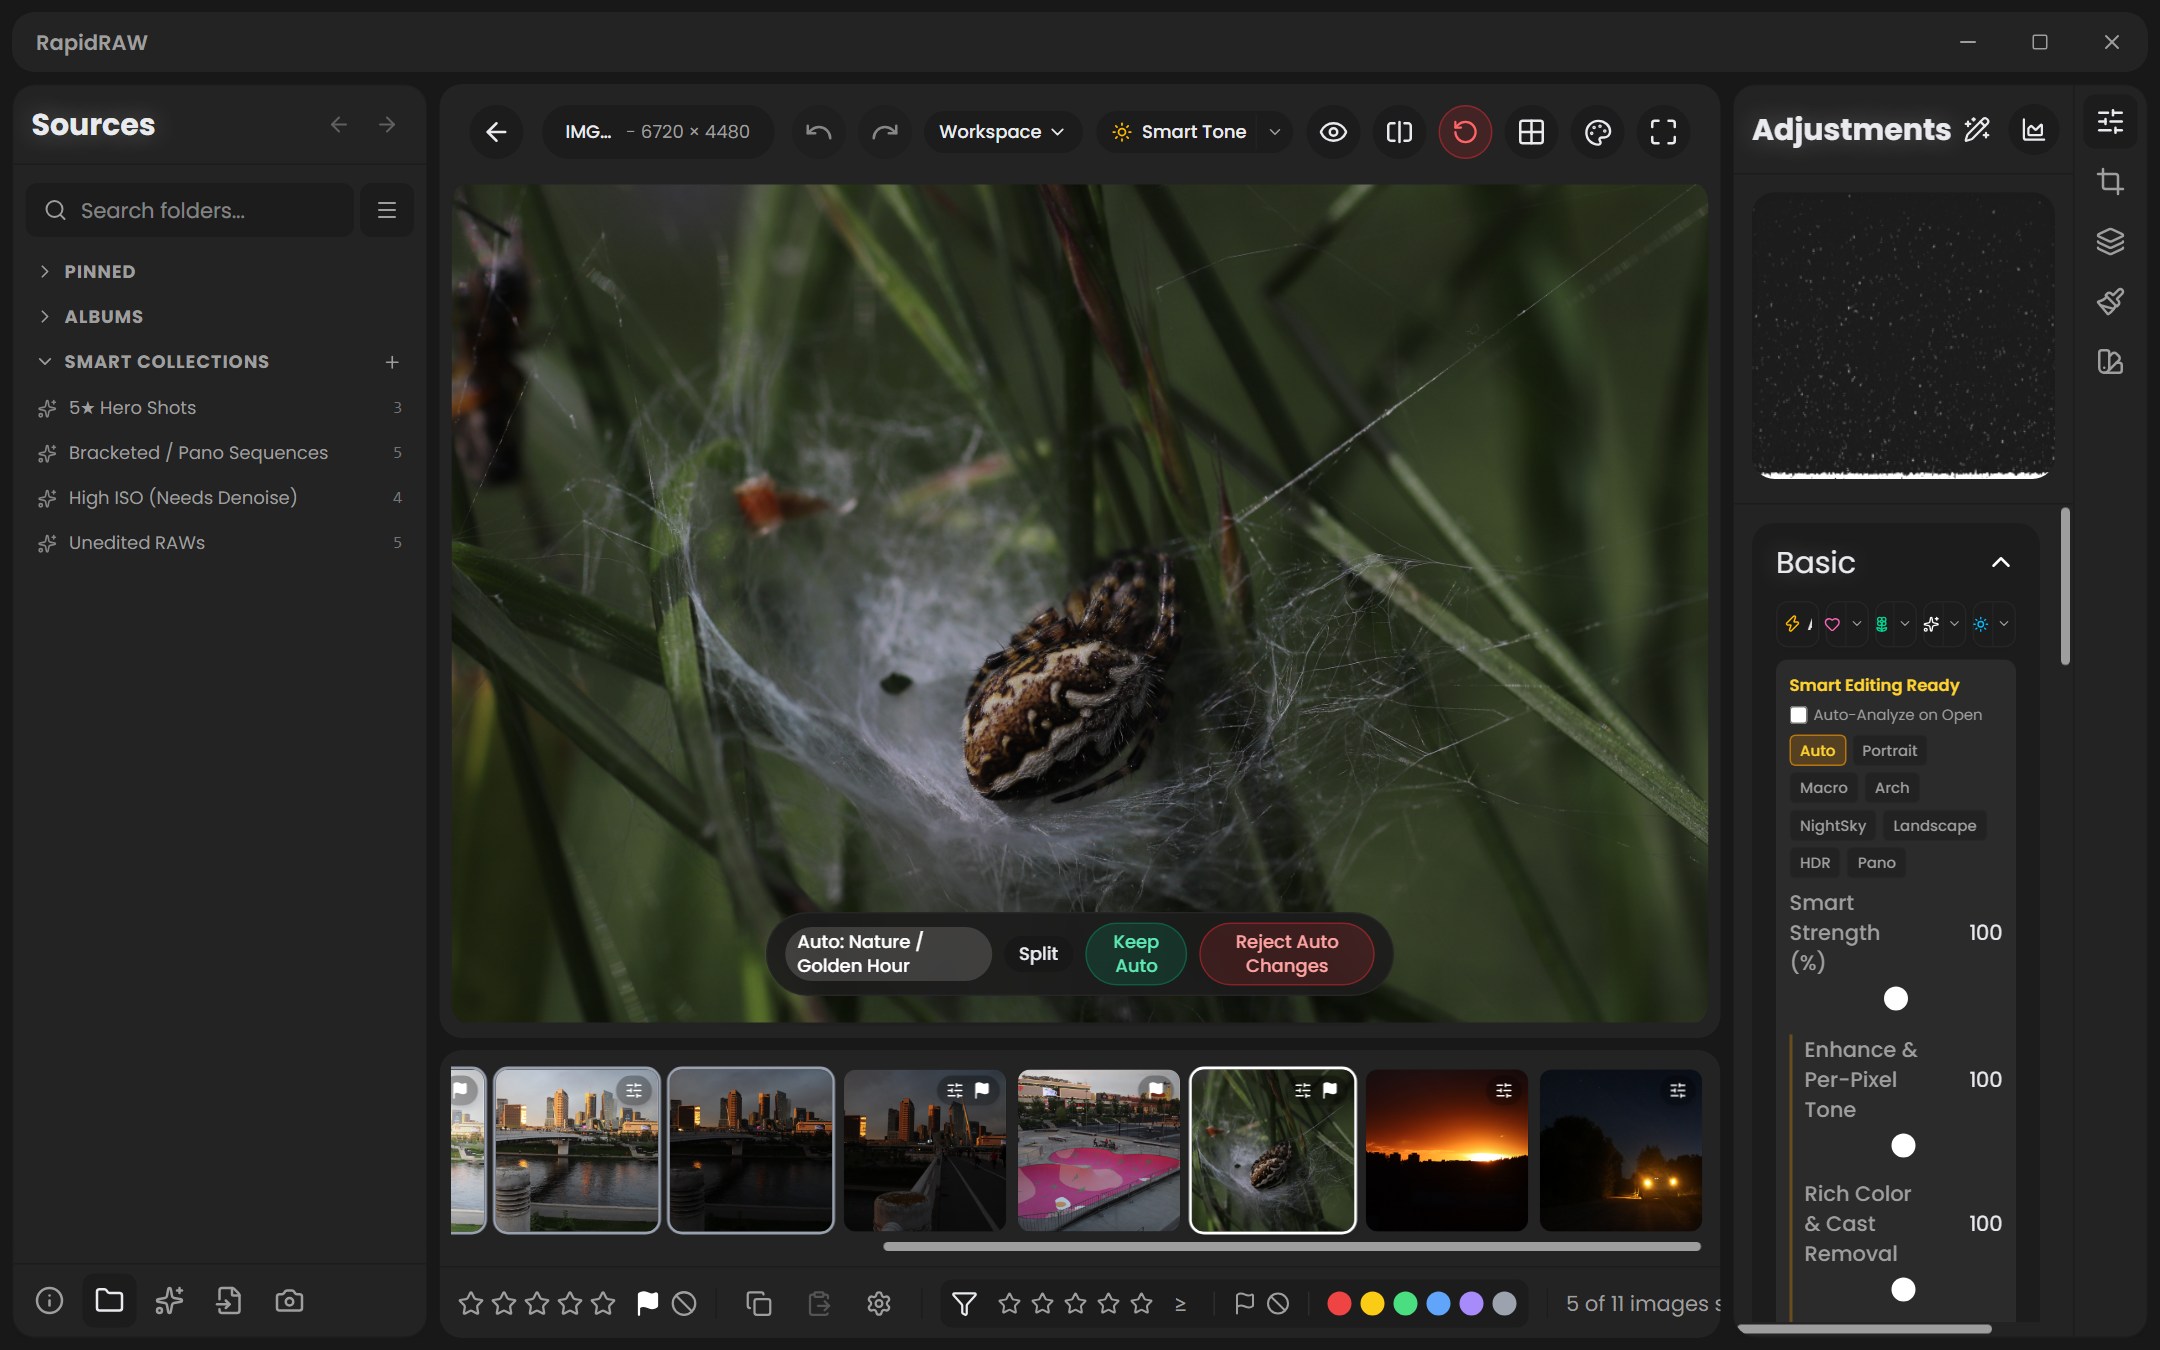 RapidRAW
Sources
Search folders...
PINNED
ALBUMS
SMART COLLECTIONS
5★ Hero Shots 3
Bracketed / Pano Sequences 5
High ISO (Needs Denoise) 4
Unedited RAWs 5
IMG... - 6720 × 4480
Workspace
Smart Tone
Auto: Nature /
Golden Hour
Split
Keep
Auto
Reject Auto
Changes
≥
5 of 11 images s
Adjustments
Basic
Smart Editing Ready
Auto-Analyze on Open
Auto Portrait
Macro Arch
NightSky Landscape
HDR Pano
Smart
Strength 100
(%)
Enhance &
Per-Pixel 100
Tone
Rich Color
& Cast 100
Removal